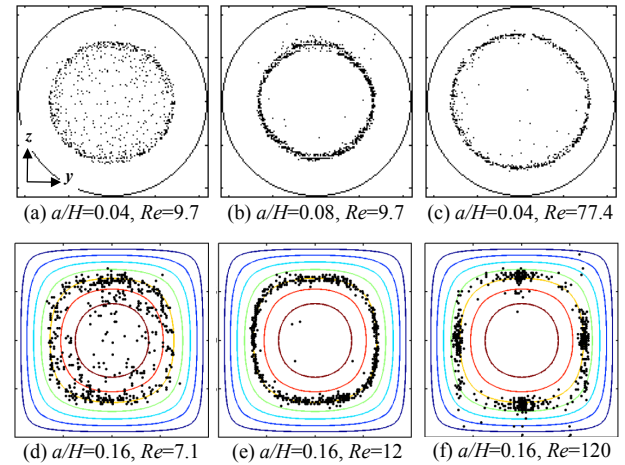 z
y
(a) a/H=0.04, Re=9.7
(b) a/H=0.08, Re=9.7
(c) a/H=0.04, Re=77.4
(d) a/H=0.16, Re=7.1
(e) a/H=0.16, Re=12
(f) a/H=0.16, Re=120